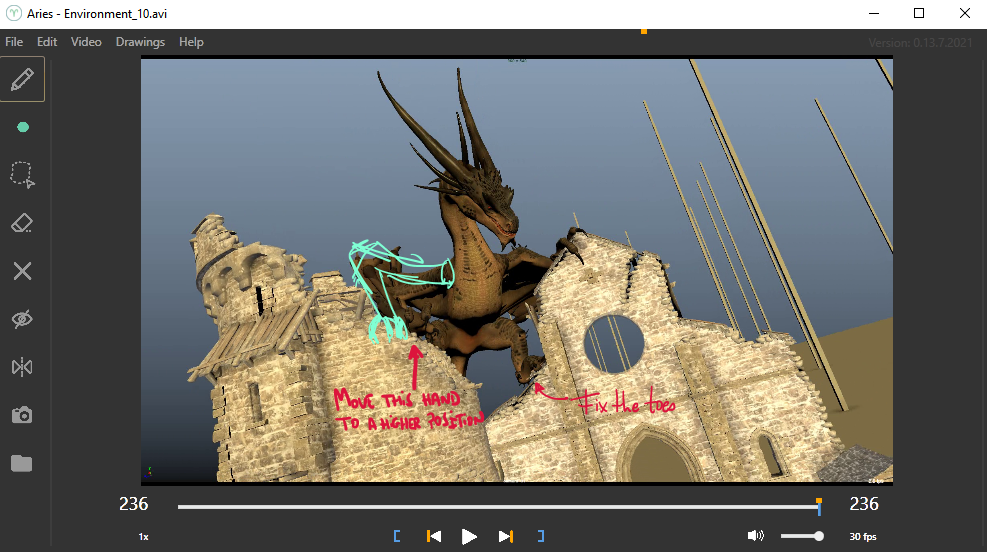 Aries - Environment_10.avi
File Edit Video Drawings Help
Version: 0.13.7.2021
MOVE THIS HAND
TO A HIGHER POSITION
Fix the toes
236
236
1x
30 fps